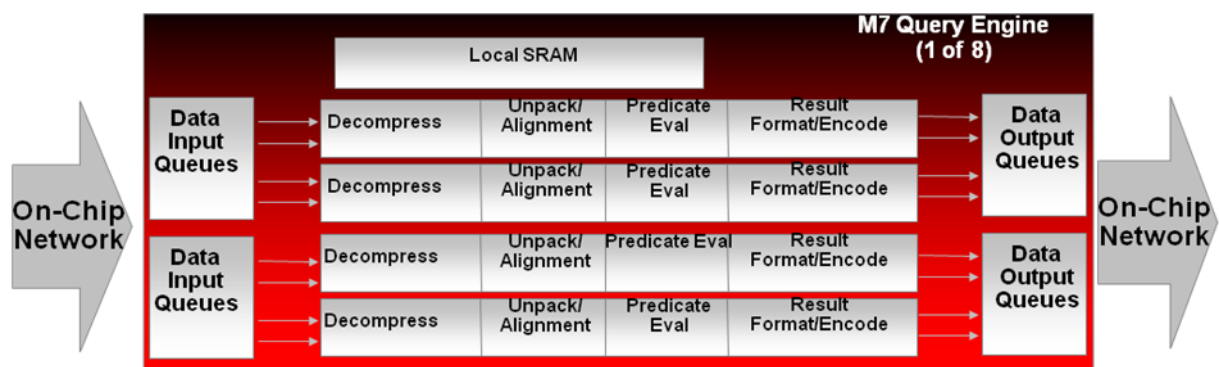 M7 Query Engine
(1 of 8)
Local SRAM
On-Chip
Network
Data
Input
Queues
Decompress
Unpack/
Alignment
Predicate
Eval
Result
Format/Encode
Decompress
Unpack/
Alignment
Predicate
Eval
Result
Format/Encode
Data
Output
Queues
Data
Input
Queues
Decompress
Unpack/
Alignment
Predicate Eval
Result
Format/Encode
Decompress
Unpack/
Alignment
Predicate
Eval
Result
Format/Encode
Data
Output
Queues
On-Chip
Network